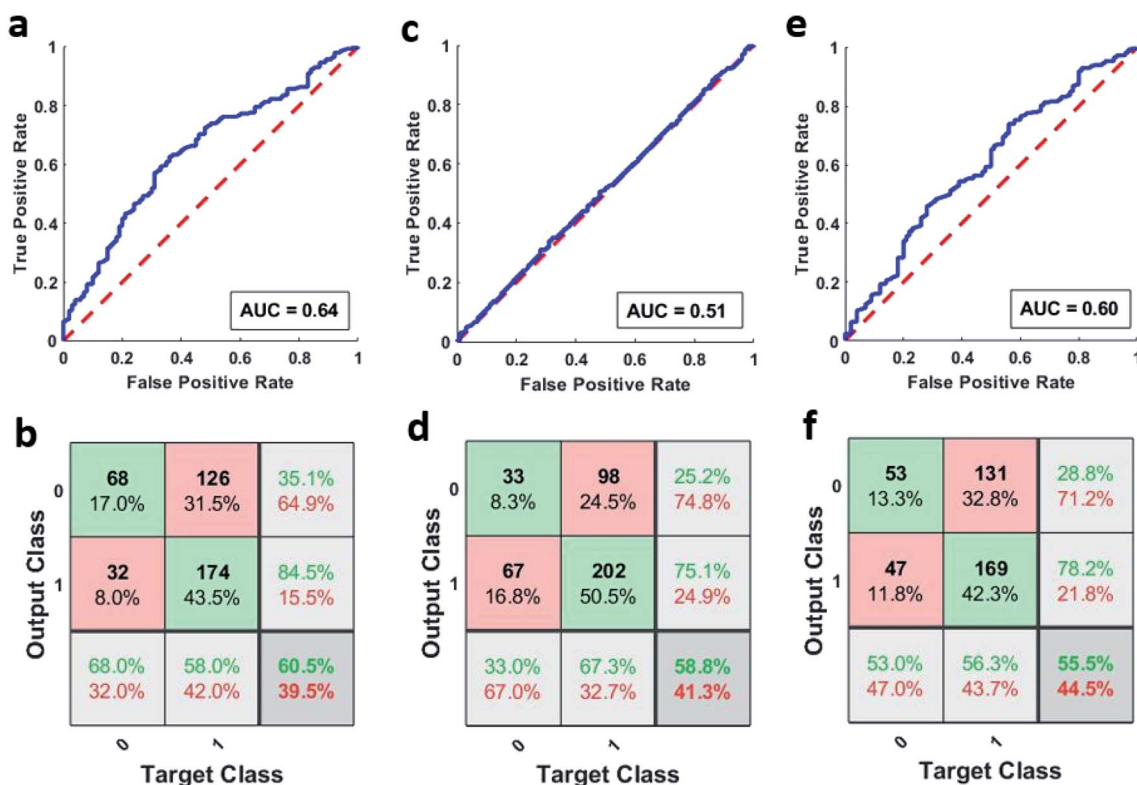 a
1
0.8
0.6
0.4
0.2
0
0 0.2 0.4 0.6 0.8 1
True Positive Rate
False Positive Rate
AUC = 0.64
c
1
0.8
0.6
0.4
0.2
0
0 0.2 0.4 0.6 0.8 1
True Positive Rate
False Positive Rate
AUC = 0.51
e
1
0.8
0.6
0.4
0.2
0
0 0.2 0.4 0.6 0.8 1
True Positive Rate
False Positive Rate
AUC = 0.60
b
Output Class
0
68 126 35.1%
17.0% 31.5% 64.9%
1
32 174 84.5%
8.0% 43.5% 15.5%
68.0% 58.0% 60.5%
32.0% 42.0% 39.5%
0 1
Target Class
d
Output Class
0
33 98 25.2%
8.3% 24.5% 74.8%
1
67 202 75.1%
16.8% 50.5% 24.9%
33.0% 67.3% 58.8%
67.0% 32.7% 41.3%
0 1
Target Class
f
Output Class
0
53 131 28.8%
13.3% 32.8% 71.2%
1
47 169 78.2%
11.8% 42.3% 21.8%
53.0% 56.3% 55.5%
47.0% 43.7% 44.5%
0 1
Target Class